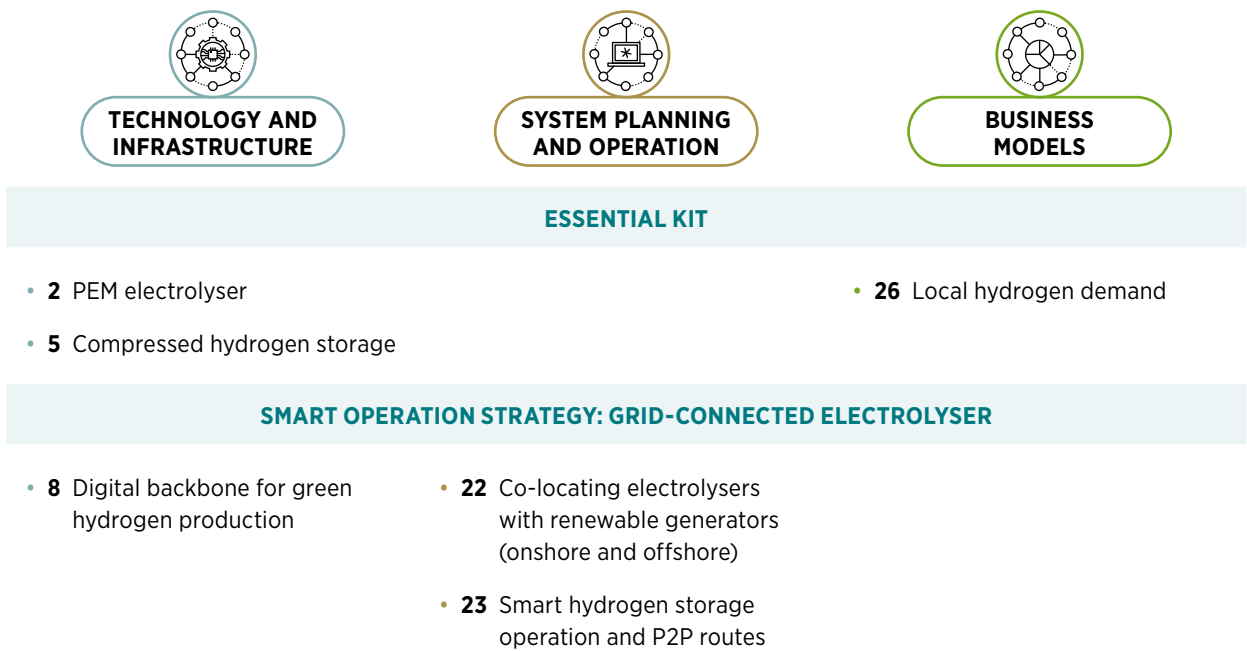 TECHNOLOGY AND
INFRASTRUCTURE
SYSTEM PLANNING
AND OPERATION
BUSINESS
MODELS
ESSENTIAL KIT
• 2 PEM electrolyser
• 5 Compressed hydrogen storage
• 26 Local hydrogen demand
SMART OPERATION STRATEGY: GRID-CONNECTED ELECTROLYSER
• 8 Digital backbone for green
hydrogen production
• 22 Co-locating electrolysers
with renewable generators
(onshore and offshore)
• 23 Smart hydrogen storage
operation and P2P routes